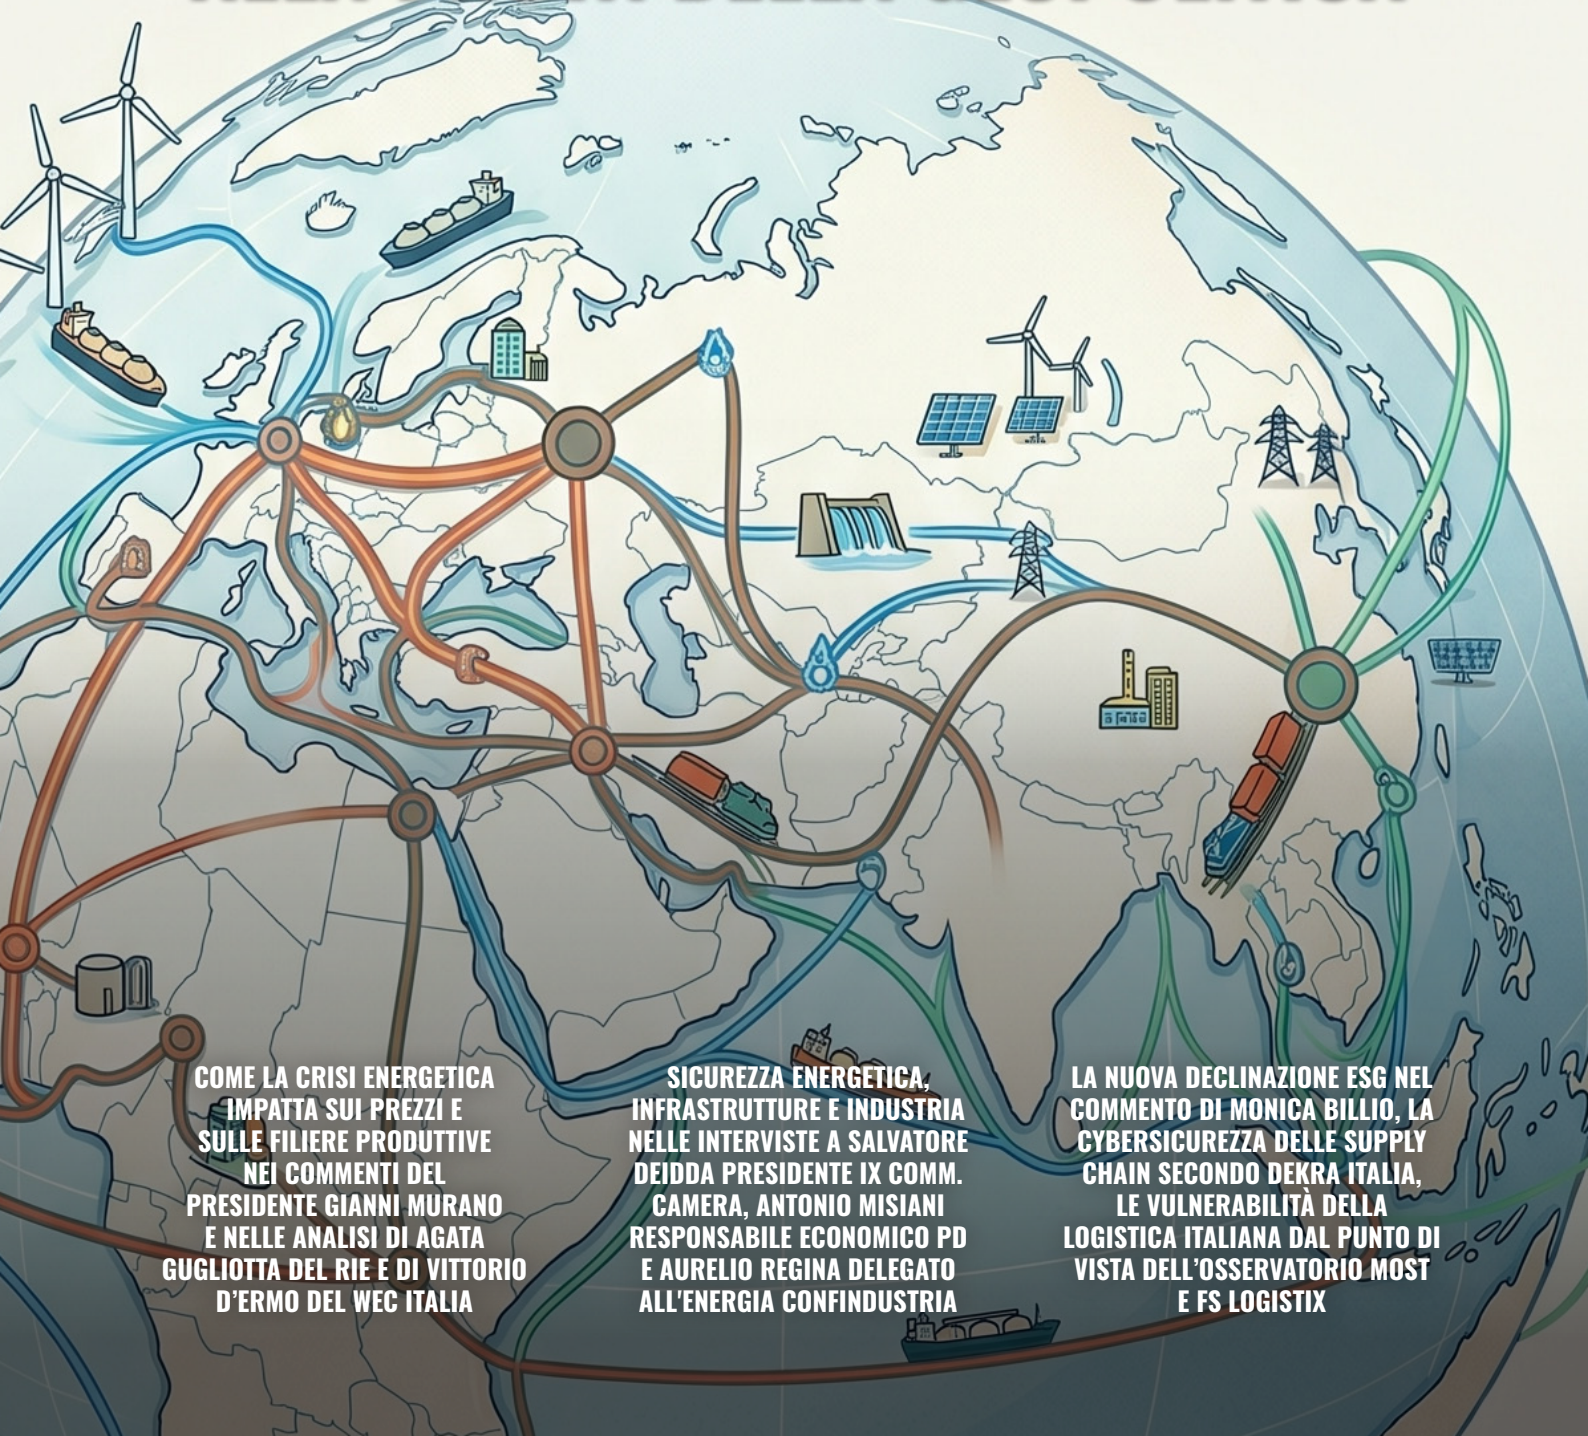 COME LA CRISI ENERGETICA
IMPATTA SUI PREZZI E
SULLE FILIERE PRODUTTIVE
NEI COMMENTI DEL
PRESIDENTE GIANNI MURANO
E NELLE ANALISI DI AGATA
GUGLIOTTA DEL RIE E DI VITTORIO
D'ERMO DEL WEC ITALIA
SICUREZZA ENERGETICA,
INFRASTRUTTURE E INDUSTRIA
NELLE INTERVISTE A SALVATORE
DEIDDA PRESIDENTE IX COMM.
CAMERA, ANTONIO MISIANI
RESPONSABILE ECONOMICO PD
E AURELIO REGINA DELEGATO
ALL'ENERGIA CONFINDUSTRIA
LA NUOVA DECLINAZIONE ESG NEL
COMMENTO DI MONICA BILLIO, LA
CYBERSICUREZZA DELLE SUPPLY
CHAIN SECONDO DEKRA ITALIA,
LE VULNERABILITÀ DELLA
LOGISTICA ITALIANA DAL PUNTO DI
VISTA DELL'OSSERVATORIO MOST
E FS LOGISTIX